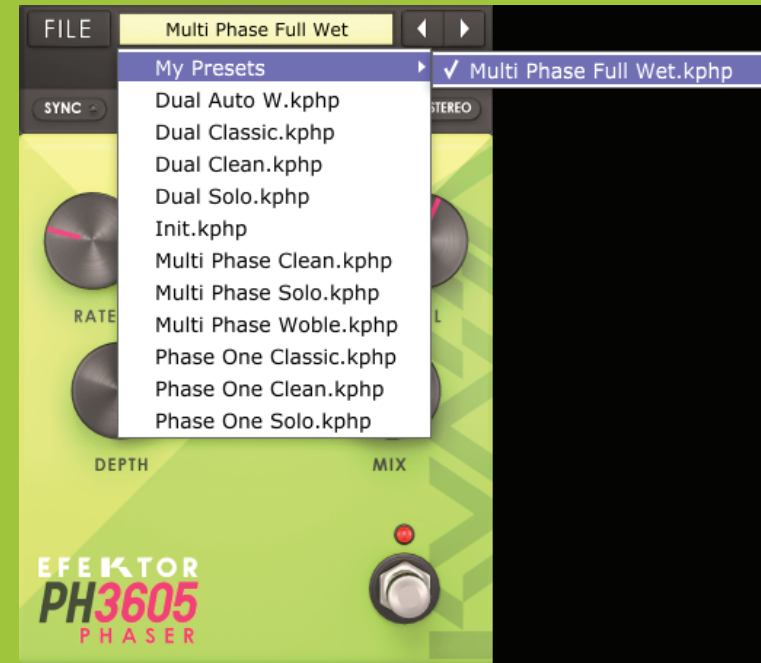 FILE Multi Phase Full Wet
My Presets ✓ Multi Phase Full Wet.kphp
SYNC Dual Auto W.kphp STEREO
Dual Classic.kphp
Dual Clean.kphp
Dual Solo.kphp
Init.kphp
Multi Phase Clean.kphp
Multi Phase Solo.kphp
RATE Multi Phase Woble.kphp L
Phase One Classic.kphp
Phase One Clean.kphp
Phase One Solo.kphp
DEPTH MIX
EFEKTOR
PH3605
PHASER